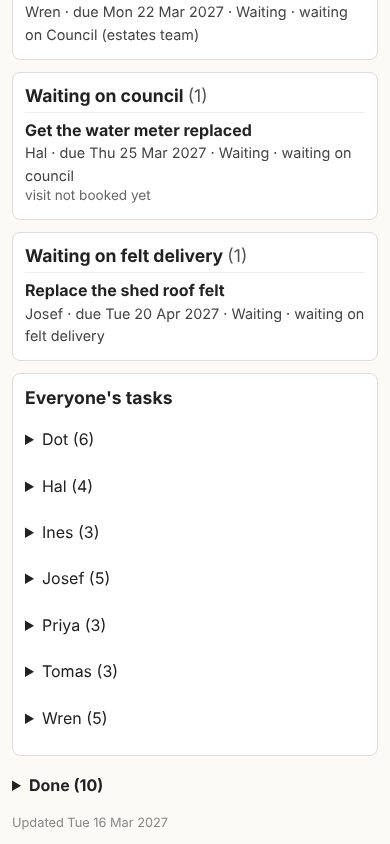 Wren · due Mon 22 Mar 2027 · Waiting · waiting
on Council (estates team)
Waiting on council (1)
Get the water meter replaced
Hal · due Thu 25 Mar 2027 · Waiting · waiting on
council
visit not booked yet
Waiting on felt delivery (1)
Replace the shed roof felt
Josef · due Tue 20 Apr 2027 · Waiting · waiting on
felt delivery
Everyone's tasks
Dot (6)
Hal (4)
Ines (3)
Josef (5)
Priya (3)
Tomas (3)
Wren (5)
Done (10)
Updated Tue 16 Mar 2027